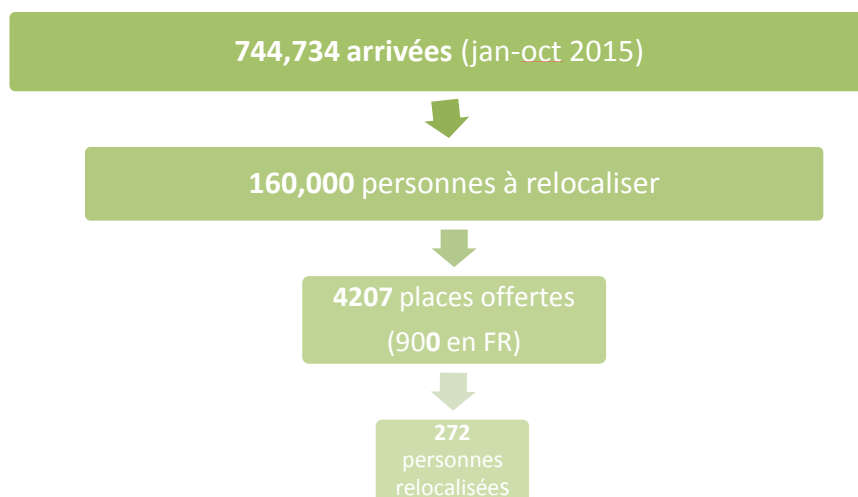 744,734 arrivées (jan-oct 2015)
160,000 personnes à relocaliser
4207 places offertes
(900 en FR)
272
personnes
relocalisées